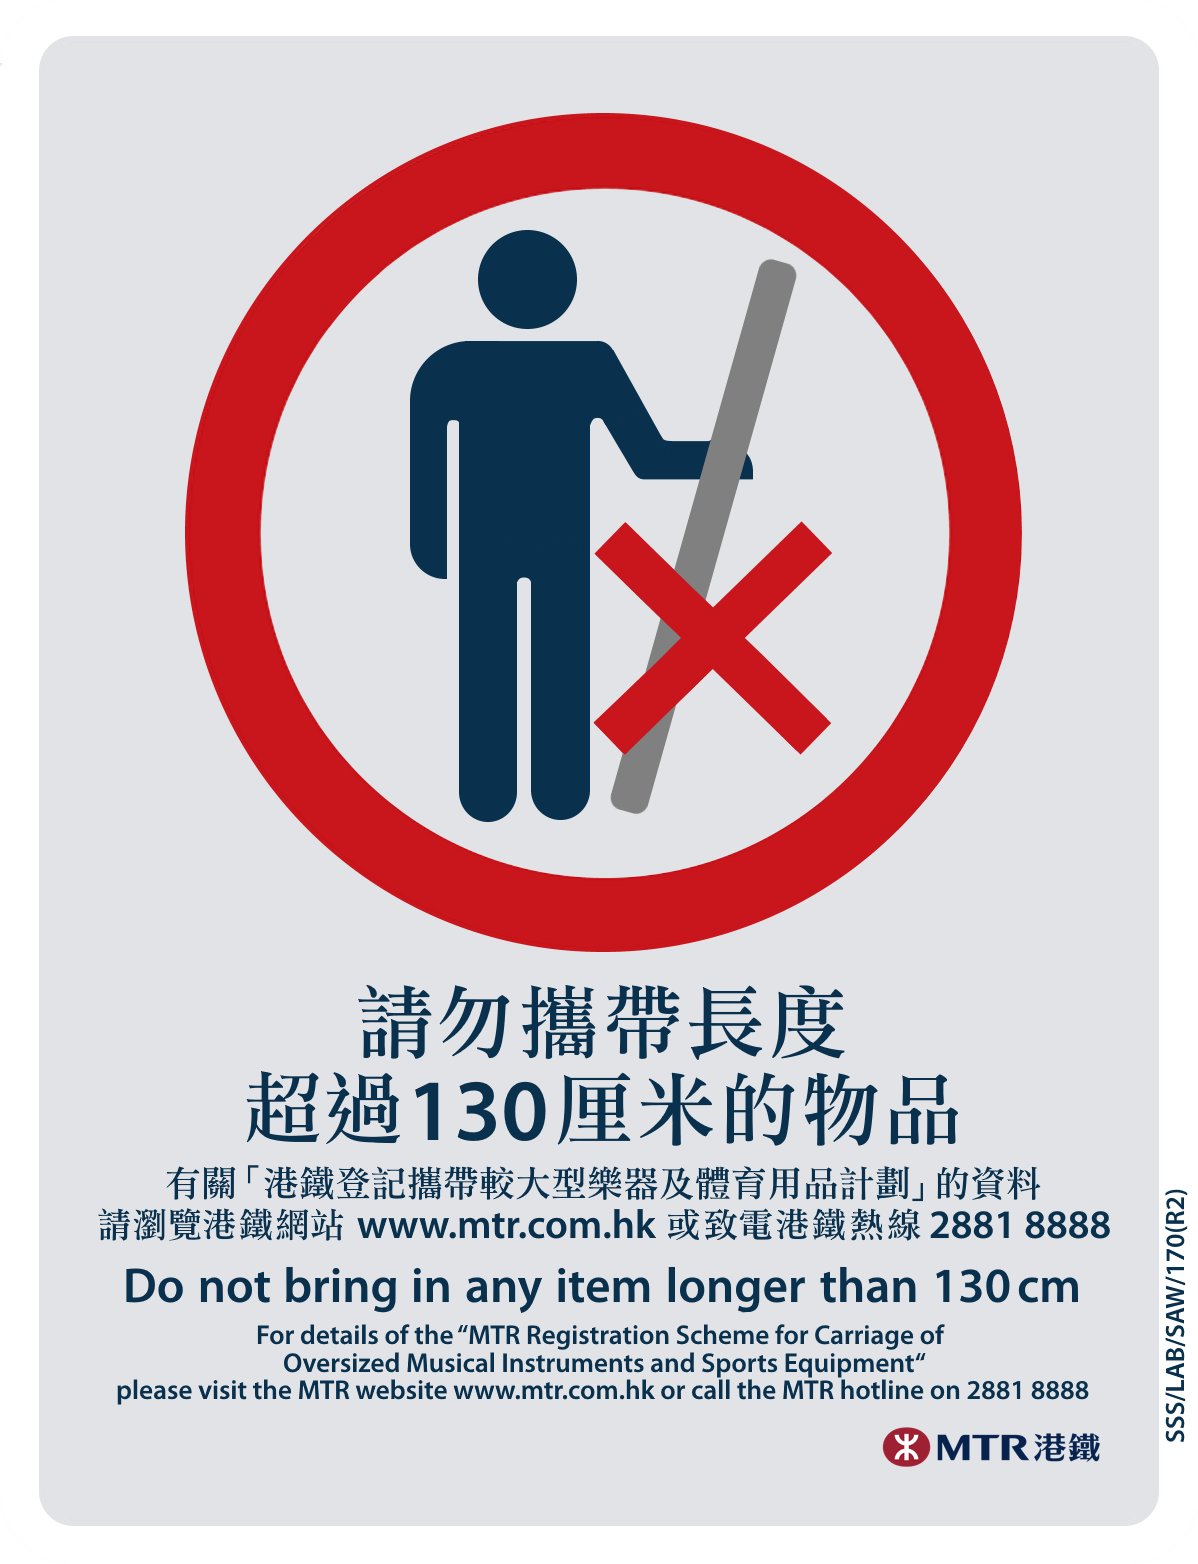 請勿攜帶長度
超過130厘米的物品
有關「港鐵登記攜帶較大型樂器及體育用品計劃」的資料
請瀏覽港鐵網站 www.mtr.com.hk 或致電港鐵熱線 2881 8888
Do not bring in any item longer than 130 cm
For details of the “MTR Registration Scheme for Carriage of
Oversized Musical Instruments and Sports Equipment“
please visit the MTR website www.mtr.com.hk or call the MTR hotline on 2881 8888
MTR 港鐵
SSS/LAB/SAW/170(R2)